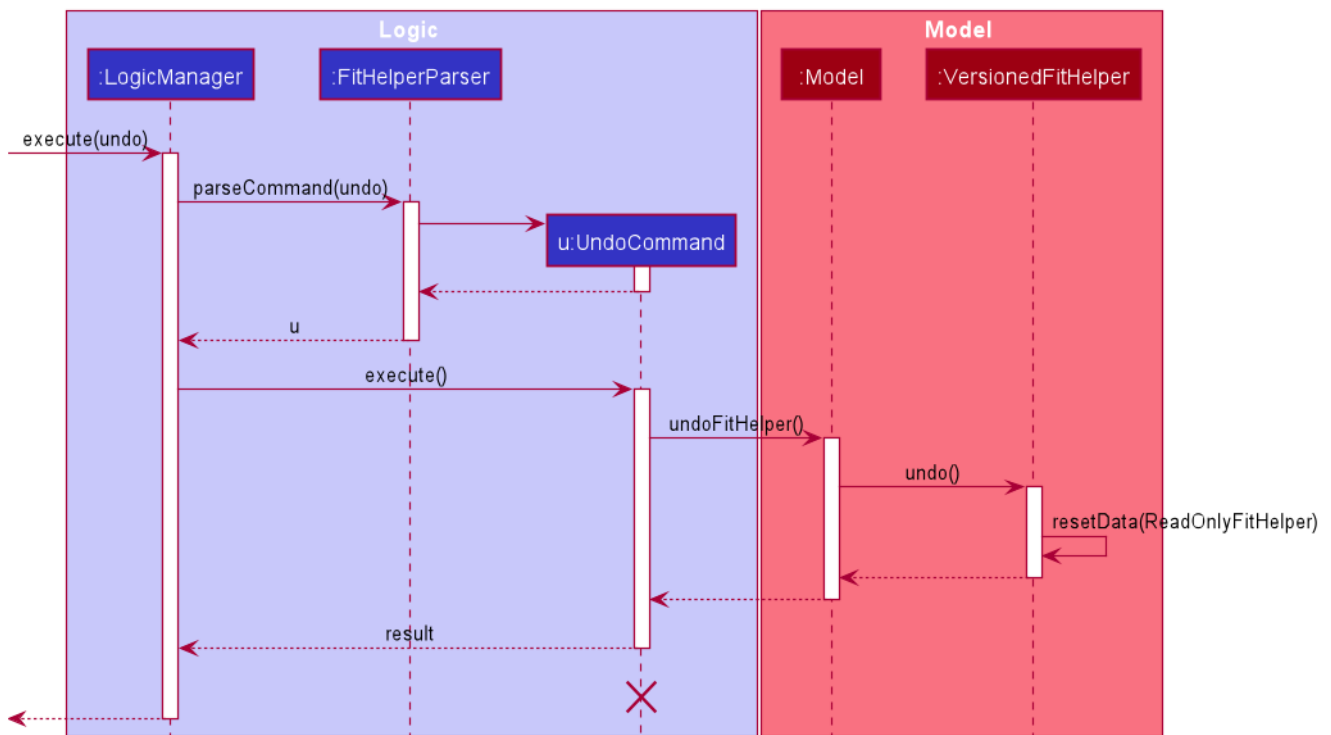 Logic
Model
:LogicManager
:FitHelperParser
:Model
:VersionedFitHelper
execute(undo)
parseCommand(undo)
u:UndoCommand
u
execute()
undoFitHelper()
undo()
resetData(ReadOnlyFitHelper)
result